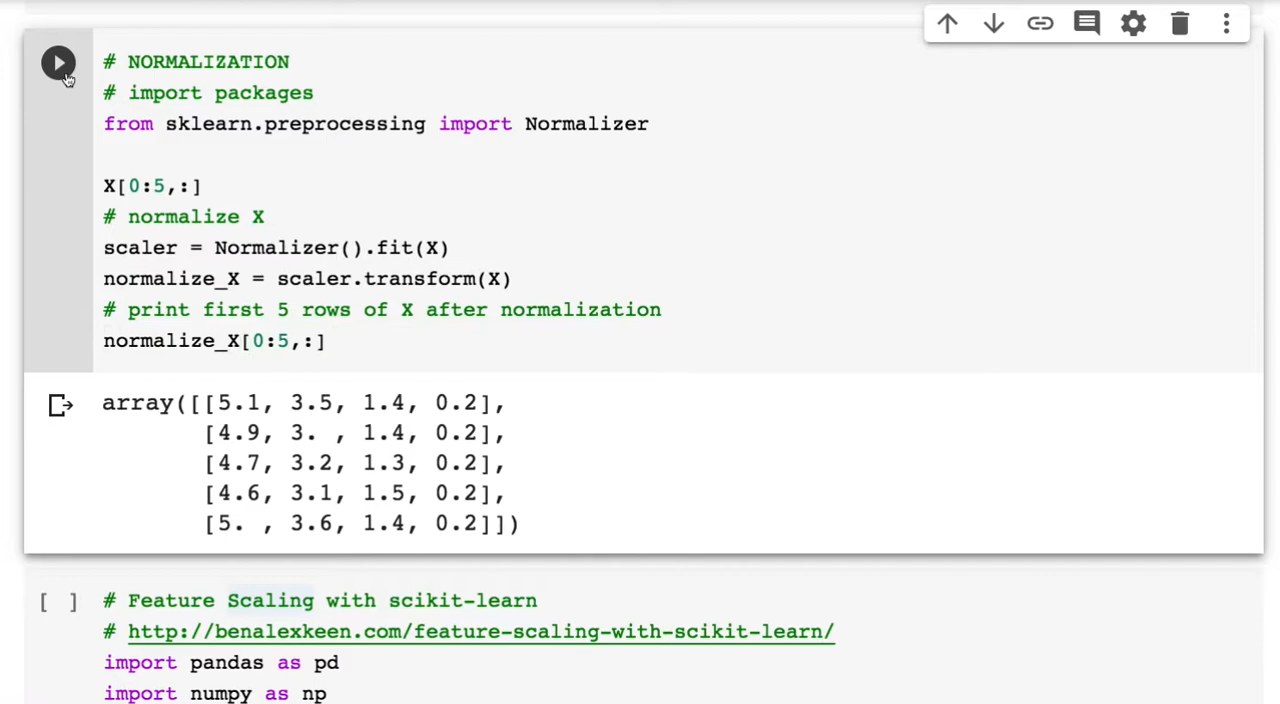 # NORMALIZATION
# import packages
from sklearn.preprocessing import Normalizer
X[0:5,:]
# normalize X
scaler = Normalizer().fit(X)
normalize_X = scaler.transform(X)
# print first 5 rows of X after normalization
normalize_X[0:5,:]
array([[5.1, 3.5, 1.4, 0.2],
[4.9, 3. , 1.4, 0.2],
[4.7, 3.2, 1.3, 0.2],
[4.6, 3.1, 1.5, 0.2],
[5. , 3.6, 1.4, 0.2]])
[ ] # Feature Scaling with scikit-learn
# http://benalexkeen.com/feature-scaling-with-scikit-learn/
import pandas as pd
import numpy as np